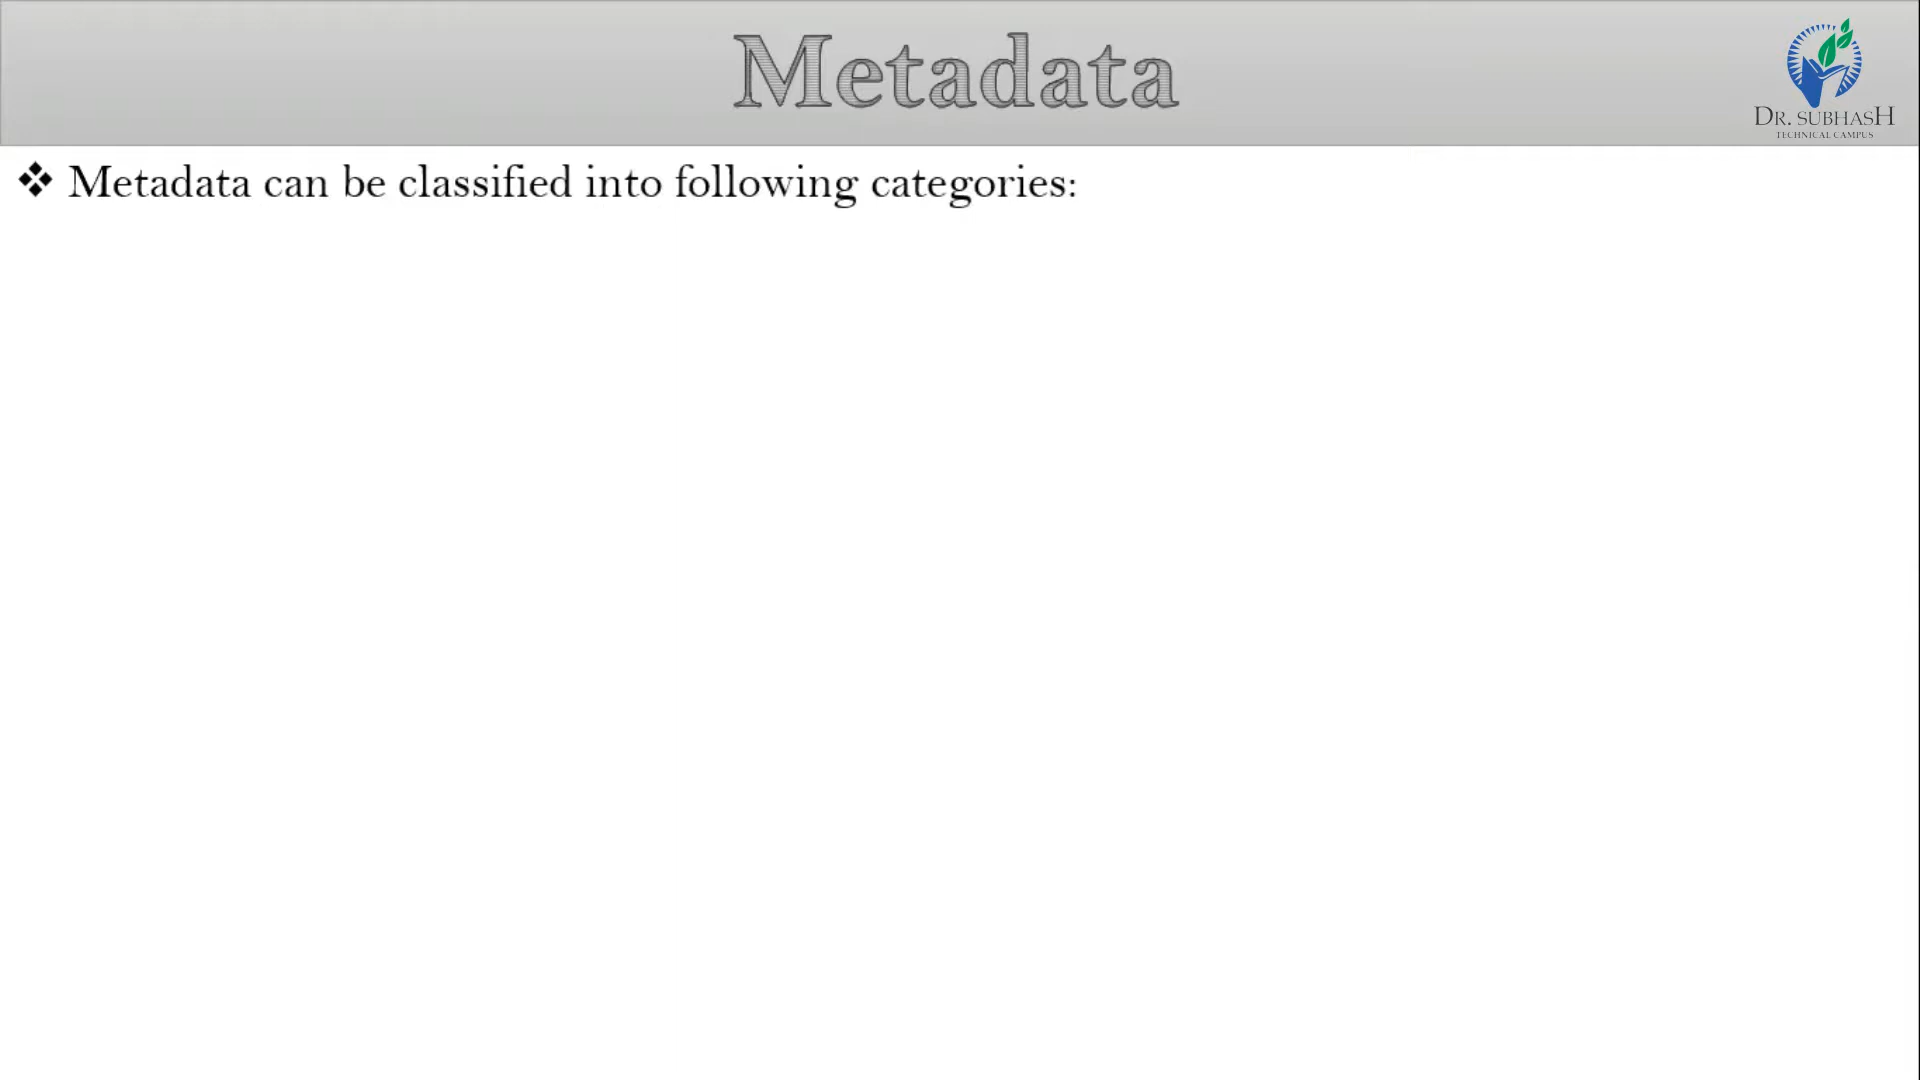 Metadata
DR. SUBHASH
TECHNICAL CAMPUS
❖ Metadata can be classified into following categories: